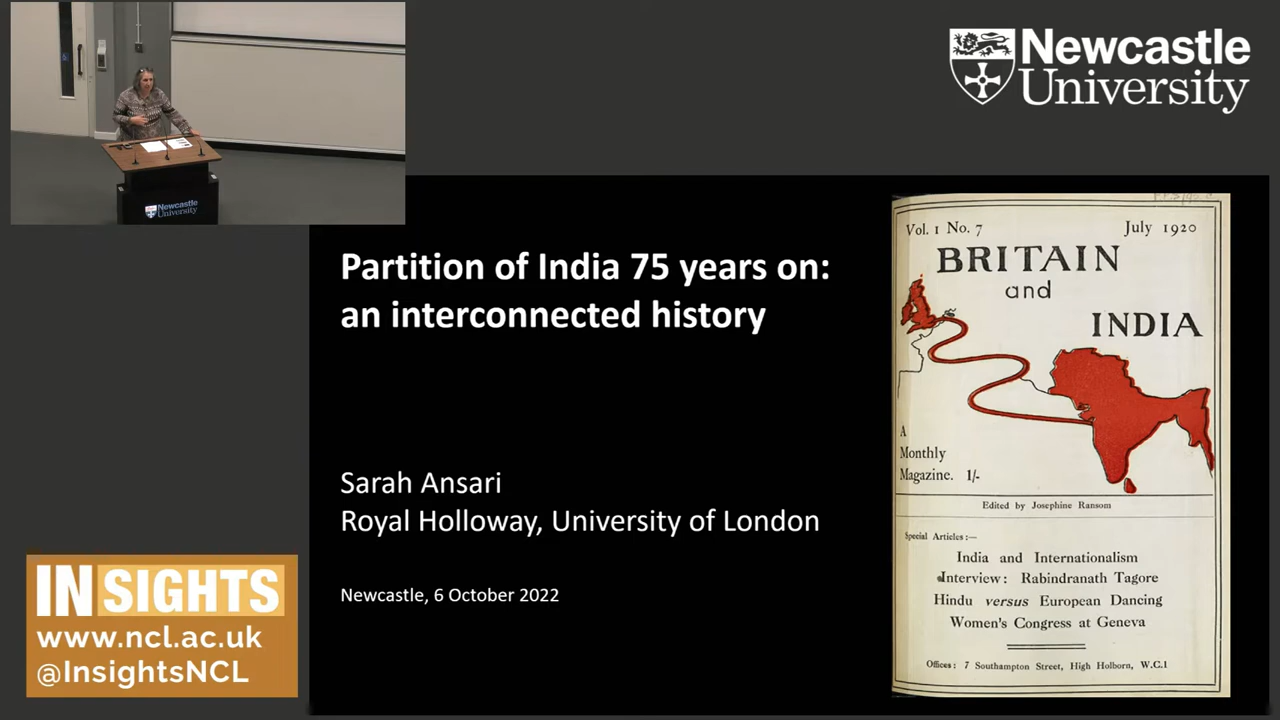 Newcastle
University
Newcastle
University
Partition of India 75 years on:
an interconnected history
Sarah Ansari
Royal Holloway, University of London
Newcastle, 6 October 2022
Vol. 1 No. 7 July 1920
BRITAIN
and
INDIA
A
Monthly
Magazine. 1/-
Edited by Josephine Ransom
Special Articles :—
India and Internationalism
Interview: Rabindranath Tagore
Hindu versus European Dancing
Women's Congress at Geneva
Offices: 7 Southampton Street, High Holborn, W.C.1
INSIGHTS
www.ncl.ac.uk
@InsightsNCL